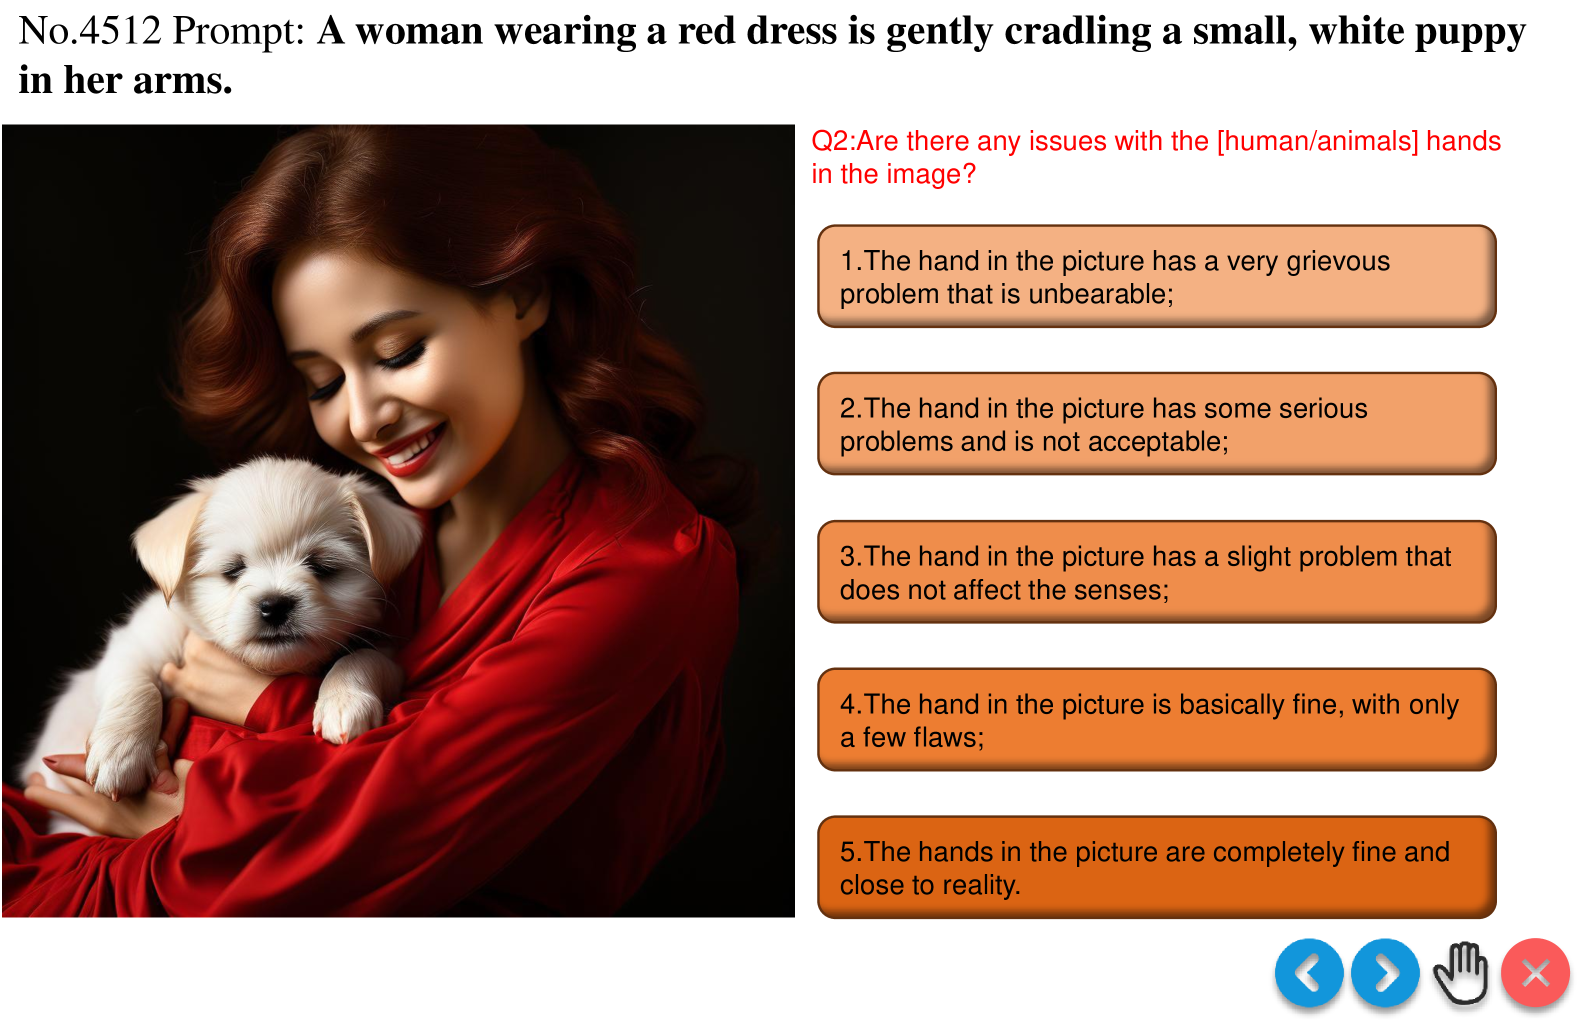 No.4512 Prompt: A woman wearing a red dress is gently cradling a small, white puppy
in her arms.
Q2:Are there any issues with the [human/animals] hands
in the image?
1.The hand in the picture has a very grievous
problem that is unbearable;
2.The hand in the picture has some serious
problems and is not acceptable;
3.The hand in the picture has a slight problem that
does not affect the senses;
4.The hand in the picture is basically fine, with only
a few flaws;
5.The hands in the picture are completely fine and
close to reality.